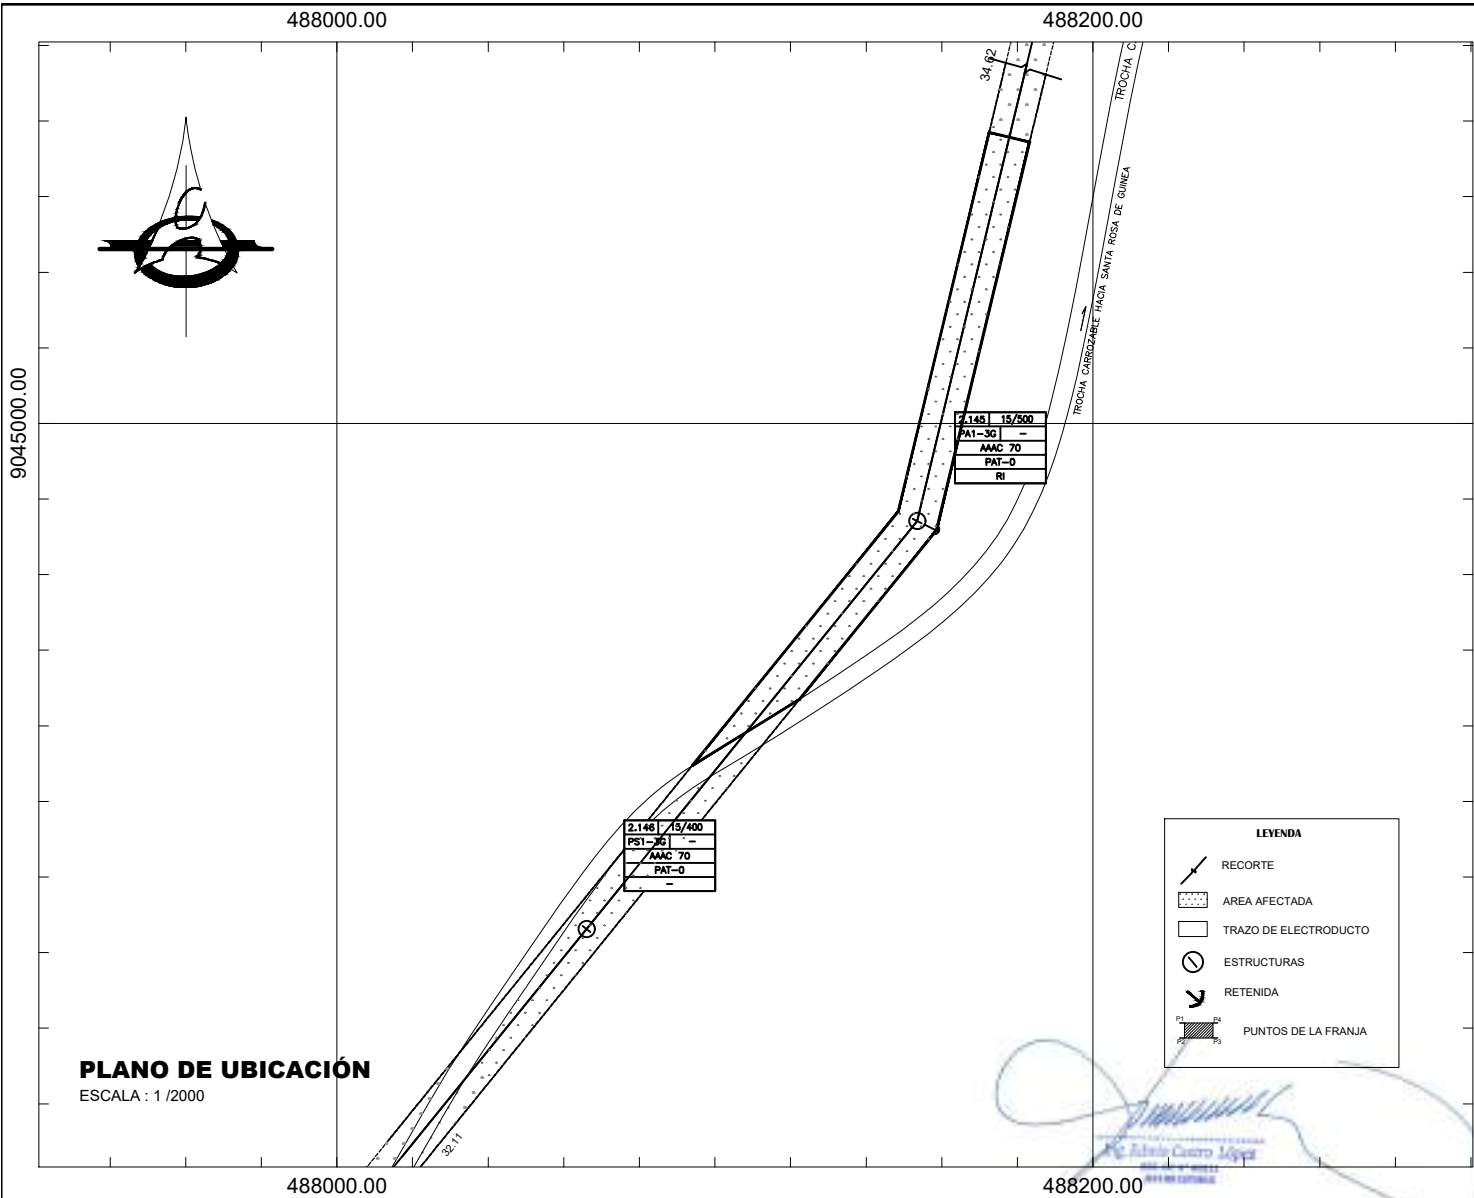 488000.00
488200.00
34.62
TROCHA C.
TROCHA CARROZABLE HACIA SANTA ROSA DE GUINEA
9045000.00
2.145 15/500
PA1-3G -
AAAC 70
PAT-0
RI
2.146 15/400
PS1-3G -
AAAC 70
PAT-0
-
LEYENDA
RECORTE
AREA AFECTADA
TRAZO DE ELECTRODUCTO
ESTRUCTURAS
RETENIDA
P1 P4
P2 P3
PUNTOS DE LA FRANJA
PLANO DE UBICACIÓN
ESCALA : 1 /2000
32.11
Castro López
488000.00
488200.00